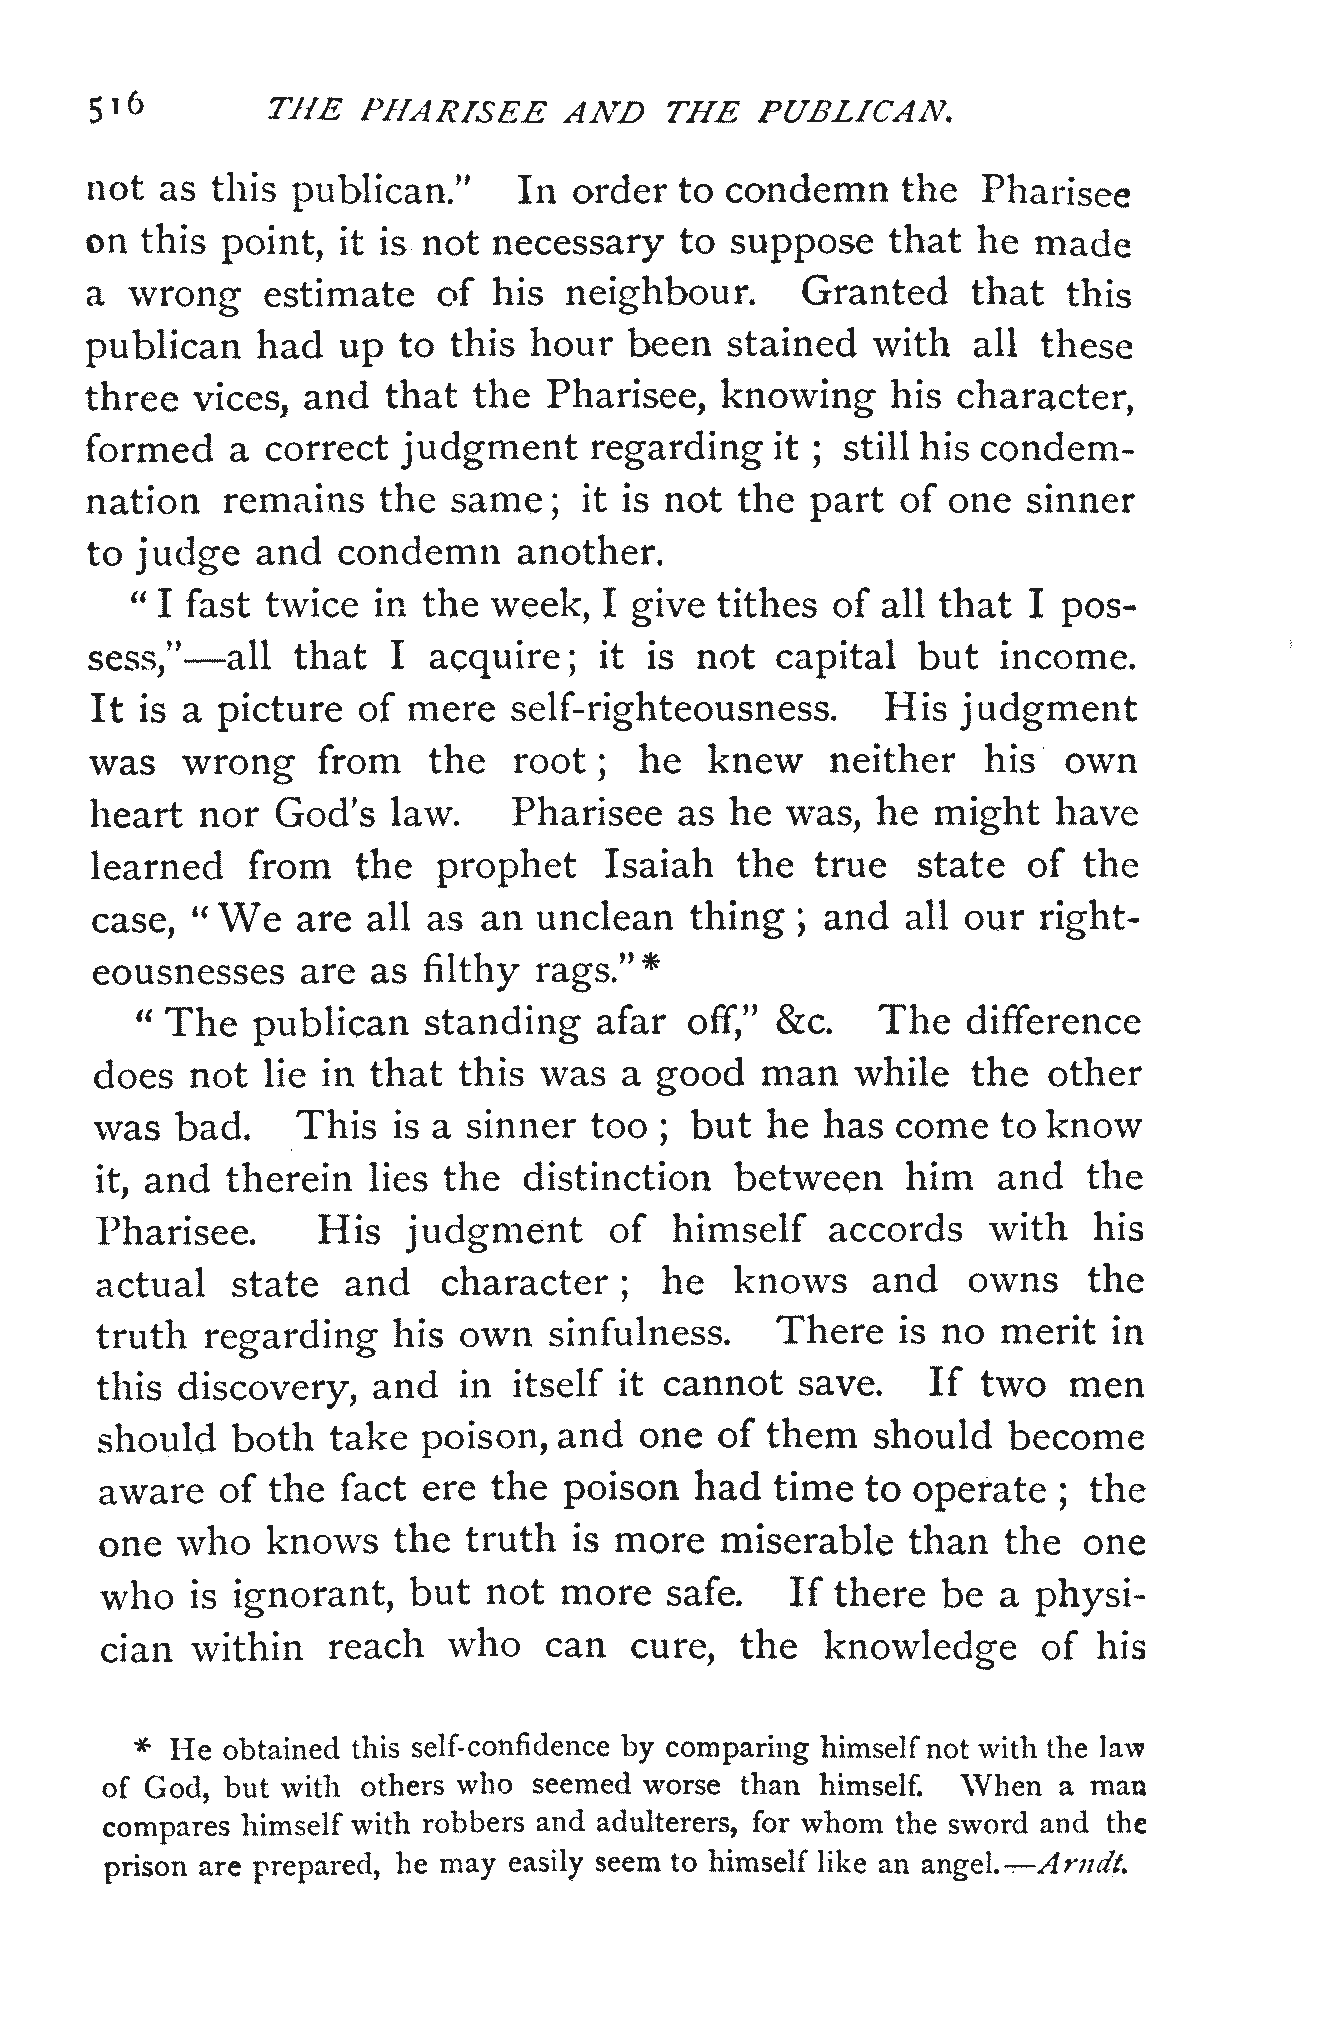 516 THE PHARISEE AND THE PUBLICAN.
not as this publican." In order to condemn the Pharisee
on this point, it is not necessary to suppose that he made
a wrong estimate of his neighbour. Granted that this
publican had up to this hour been stained with all these
three vices, and that the Pharisee, knowing his character,
formed a correct judgment regarding it ; still his condem-
nation remains the same ; it is not the part of one sinner
to judge and condemn another.
" I fast twice in the week, I give tithes of all that I pos-
sess,"—all that I acquire ; it is not capital but income.
It is a picture of mere self-righteousness. His judgment
was wrong from the root ; he knew neither his own
heart nor God's law. Pharisee as he was, he might have
learned from the prophet Isaiah the true state of the
case, " We are all as an unclean thing ; and all our right-
eousnesses are as filthy rags." *
" The publican standing afar off," &c. The difference
does not lie in that this was a good man while the other
was bad. This is a sinner too ; but he has come to know
it, and therein lies the distinction between him and the
Pharisee. His judgment of himself accords with his
actual state and character ; he knows and owns the
truth regarding his own sinfulness. There is no merit in
this discovery, and in itself it cannot save. If two men
should both take poison, and one of them should become
aware of the fact ere the poison had time to operate ; the
one who knows the truth is more miserable than the one
who is ignorant, but not more safe. If there be a physi-
cian within reach who can cure, the knowledge of his
* He obtained this self-confidence by comparing himself not with the law
of God, but with others who seemed worse than himself. When a man
compares himself with robbers and adulterers, for whom the sword and the
prison are prepared, he may easily seem to himself like an angel.—Arndt.